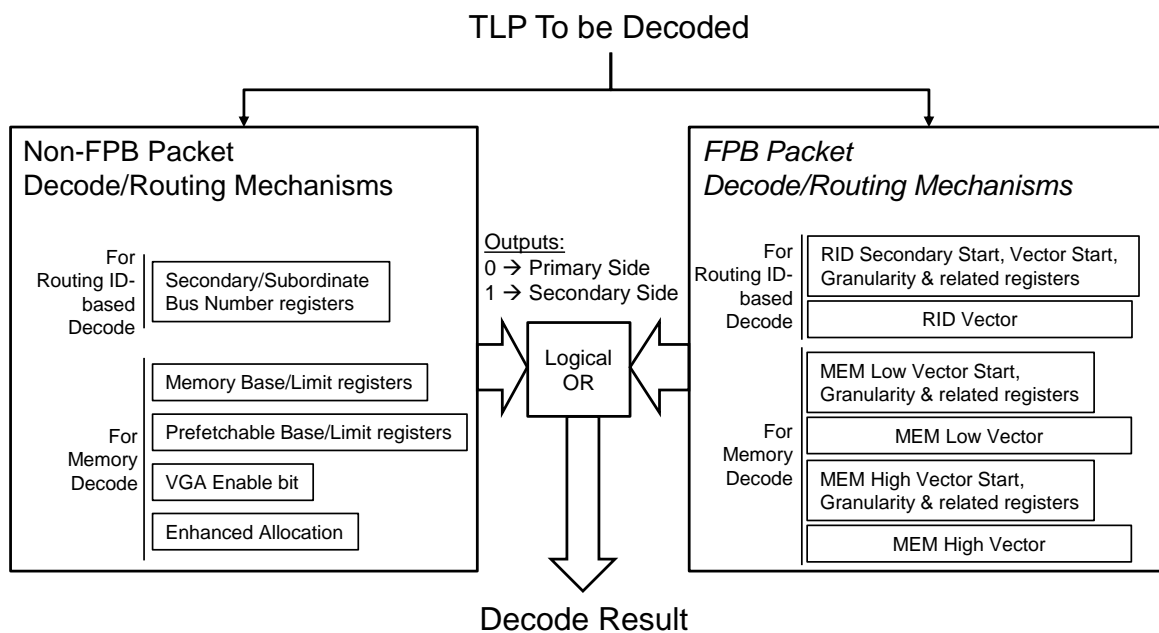 TLP To be Decoded
Non-FPB Packet
Decode/Routing Mechanisms
For
Routing ID-
based
Decode
Secondary/Subordinate
Bus Number registers
For
Memory
Decode
Memory Base/Limit registers
Prefetchable Base/Limit registers
VGA Enable bit
Enhanced Allocation
Outputs:
0 → Primary Side
1 → Secondary Side
Logical
OR
FPB Packet
Decode/Routing Mechanisms
For
Routing ID-
based
Decode
RID Secondary Start, Vector Start,
Granularity & related registers
RID Vector
For
Memory
Decode
MEM Low Vector Start,
Granularity & related registers
MEM Low Vector
MEM High Vector Start,
Granularity & related registers
MEM High Vector
Decode Result